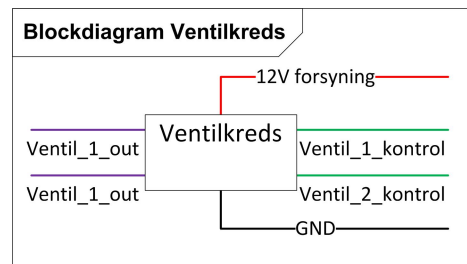 Blockdiagram Ventilkreds
12V forsyning
Ventilkreds
Ventil_1_out
Ventil_1_kontrol
Ventil_1_out
Ventil_2_kontrol
GND